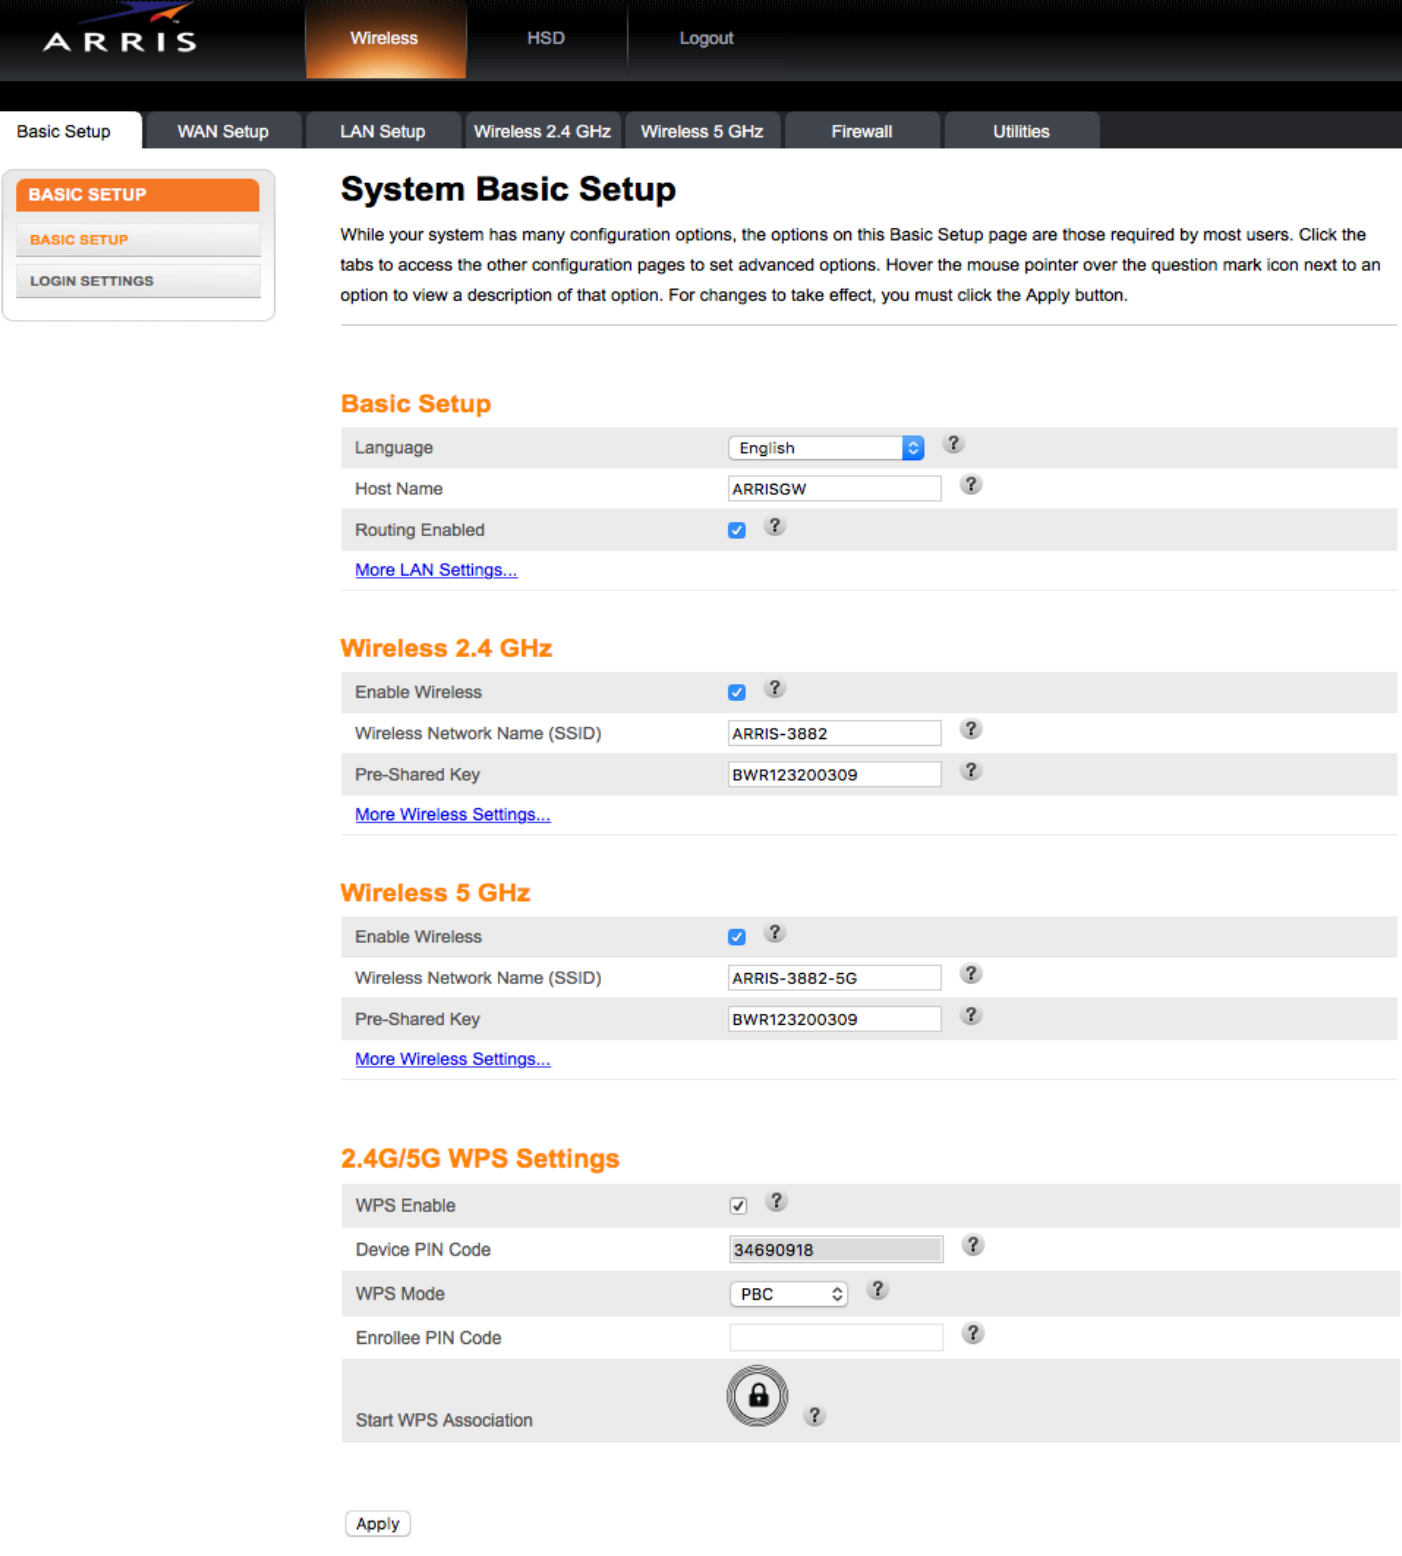 ARRIS
Wireless HSD Logout
Basic Setup WAN Setup LAN Setup Wireless 2.4 GHz Wireless 5 GHz Firewall Utilities
BASIC SETUP
BASIC SETUP
LOGIN SETTINGS
System Basic Setup
While your system has many configuration options, the options on this Basic Setup page are those required by most users. Click the
tabs to access the other configuration pages to set advanced options. Hover the mouse pointer over the question mark icon next to an
option to view a description of that option. For changes to take effect, you must click the Apply button.
Basic Setup
Language English ?
Host Name ARRISGW ?
Routing Enabled ?
More LAN Settings...
Wireless 2.4 GHz
Enable Wireless ?
Wireless Network Name (SSID) ARRIS-3882 ?
Pre-Shared Key BWR123200309 ?
More Wireless Settings...
Wireless 5 GHz
Enable Wireless ?
Wireless Network Name (SSID) ARRIS-3882-5G ?
Pre-Shared Key BWR123200309 ?
More Wireless Settings...
2.4G/5G WPS Settings
WPS Enable ?
Device PIN Code 34690918 ?
WPS Mode PBC ?
Enrollee PIN Code ?
Start WPS Association ?
Apply